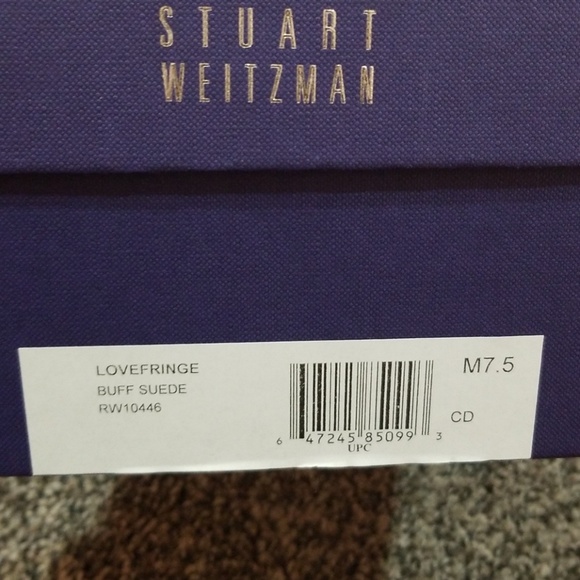 STUART
WEITZMAN
LOVEFRINGE
BUFF SUEDE
RW10446
M7.5
CD
6 47245 85099 3
UPC